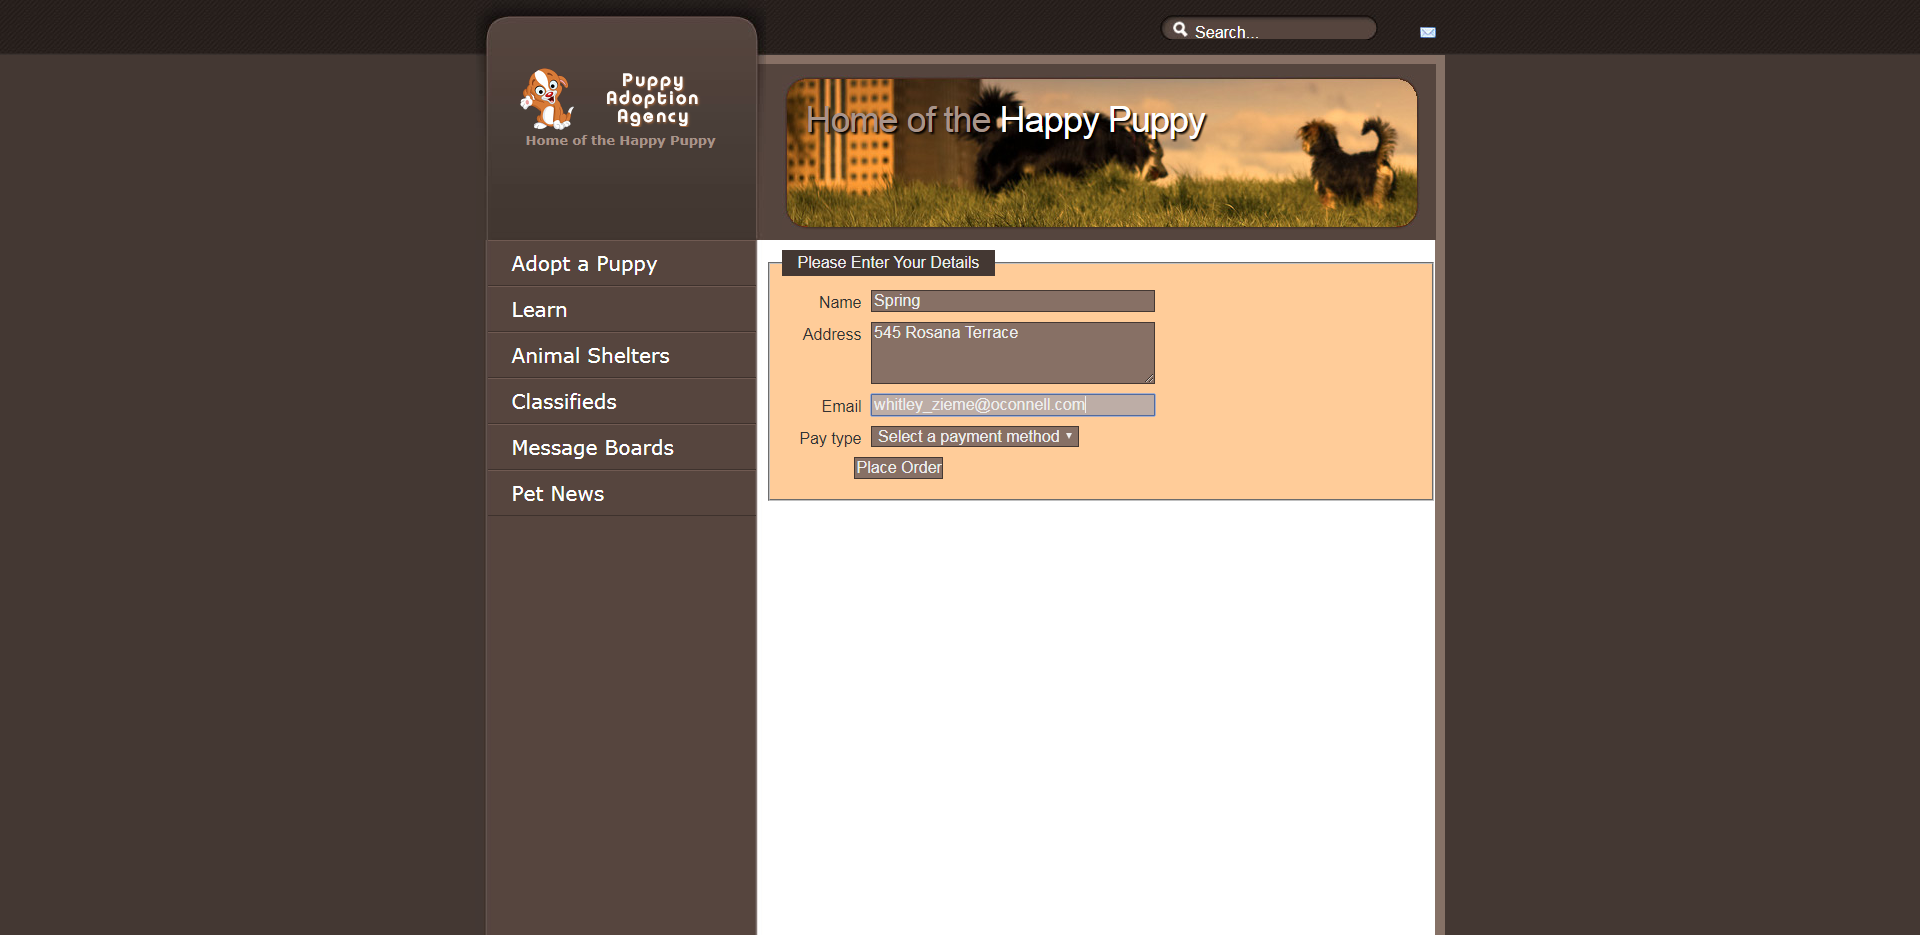 Search...
Puppy
Adoption
Agency
Home of the Happy Puppy
Home of the Happy Puppy
Adopt a Puppy
Learn
Animal Shelters
Classifieds
Message Boards
Pet News
Please Enter Your Details
Name Spring
Address 545 Rosana Terrace
Email whitley_zieme@oconnell.com
Pay type Select a payment method
Place Order